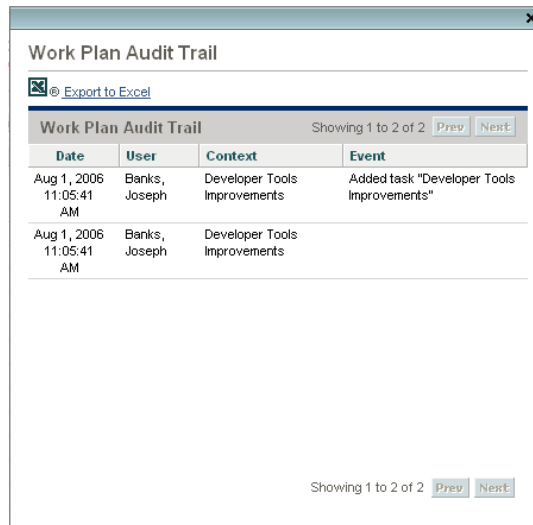 Work Plan Audit Trail
® Export to Excel
Work Plan Audit Trail Showing 1 to 2 of 2 Prev Next
Date User Context Event
Aug 1, 2006 Banks, Developer Tools Added task "Developer Tools
11:05:41 Joseph Improvements Improvements"
AM
Aug 1, 2006 Banks, Developer Tools
11:05:41 Joseph Improvements
AM
Showing 1 to 2 of 2 Prev Next